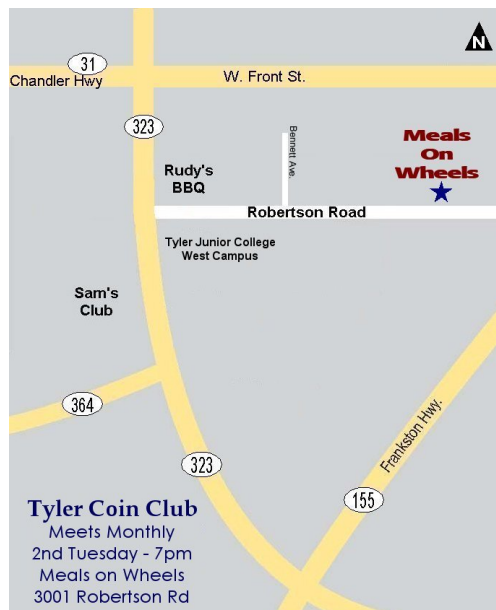 N
31
Chandler Hwy
W. Front St.
323
Bennett Ave.
Meals
On
Wheels
Rudy's
BBQ
Robertson Road
Tyler Junior College
West Campus
Sam's
Club
364
323
Frankston Hwy.
155
Tyler Coin Club
Meets Monthly
2nd Tuesday - 7pm
Meals on Wheels
3001 Robertson Rd